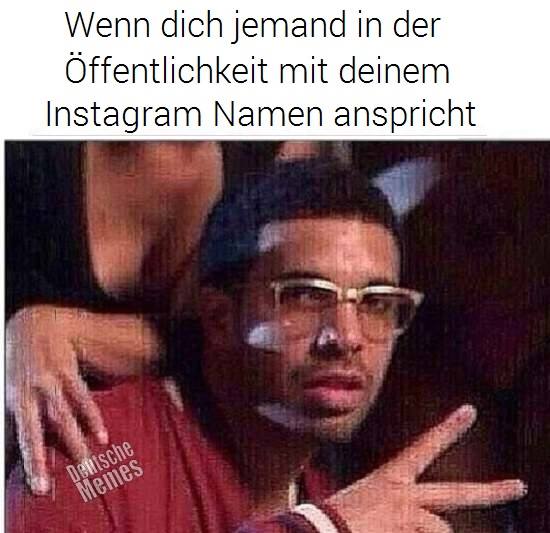 Wenn dich jemand in der
Öffentlichkeit mit deinem
Instagram Namen anspricht
Deutsche
Memes